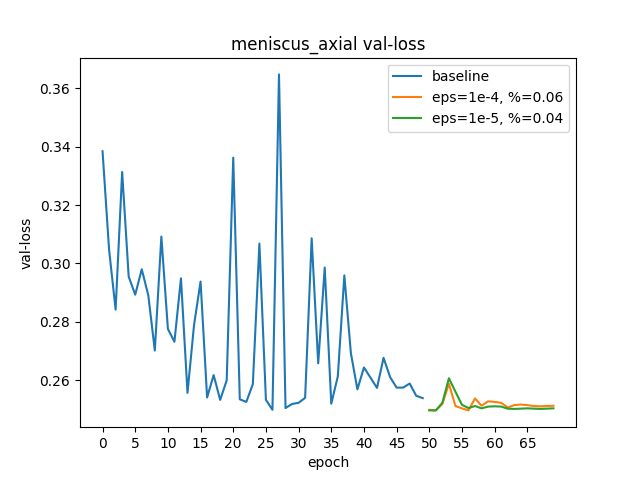 meniscus_axial val-loss
baseline
eps=1e-4, %=0.06
eps=1e-5, %=0.04
val-loss
0.36
0.34
0.32
0.30
0.28
0.26
0 5 10 15 20 25 30 35 40 45 50 55 60 65
epoch